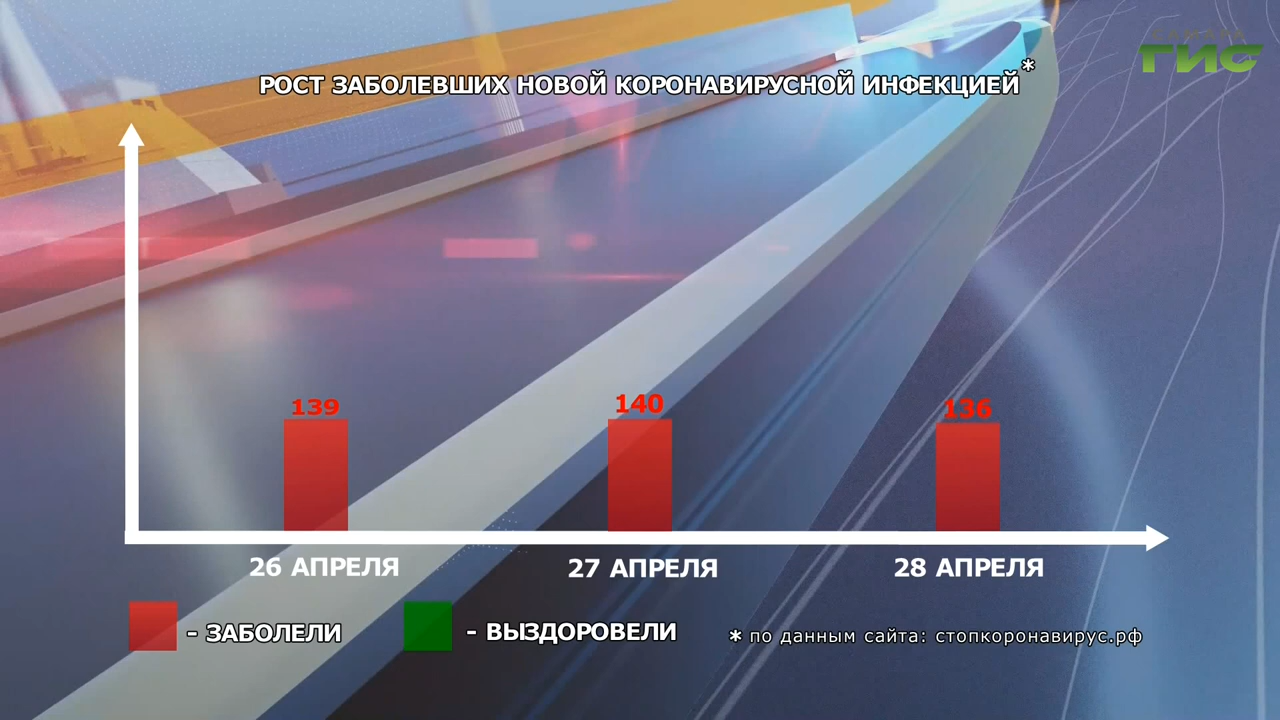 САМАРА
ГИС
РОСТ ЗАБОЛЕВШИХ НОВОЙ КОРОНАВИРУСНОЙ ИНФЕКЦИЕЙ*
139
140
136
26 АПРЕЛЯ
27 АПРЕЛЯ
28 АПРЕЛЯ
- ЗАБОЛЕЛИ
- ВЫЗДОРОВЕЛИ
* по данным сайта: стопкоронавирус.рф